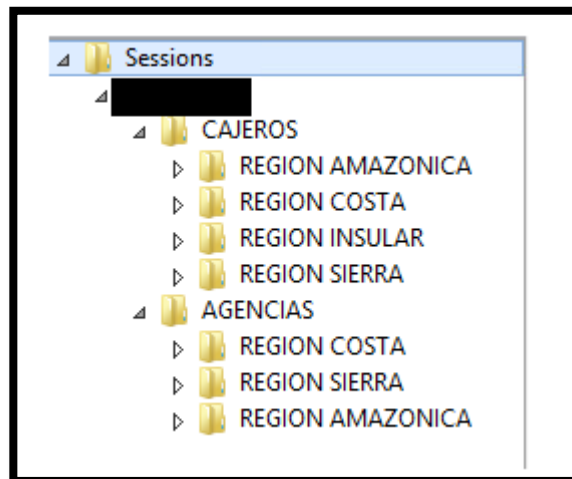 Sessions
CAJEROS
REGION AMAZONICA
REGION COSTA
REGION INSULAR
REGION SIERRA
AGENCIAS
REGION COSTA
REGION SIERRA
REGION AMAZONICA